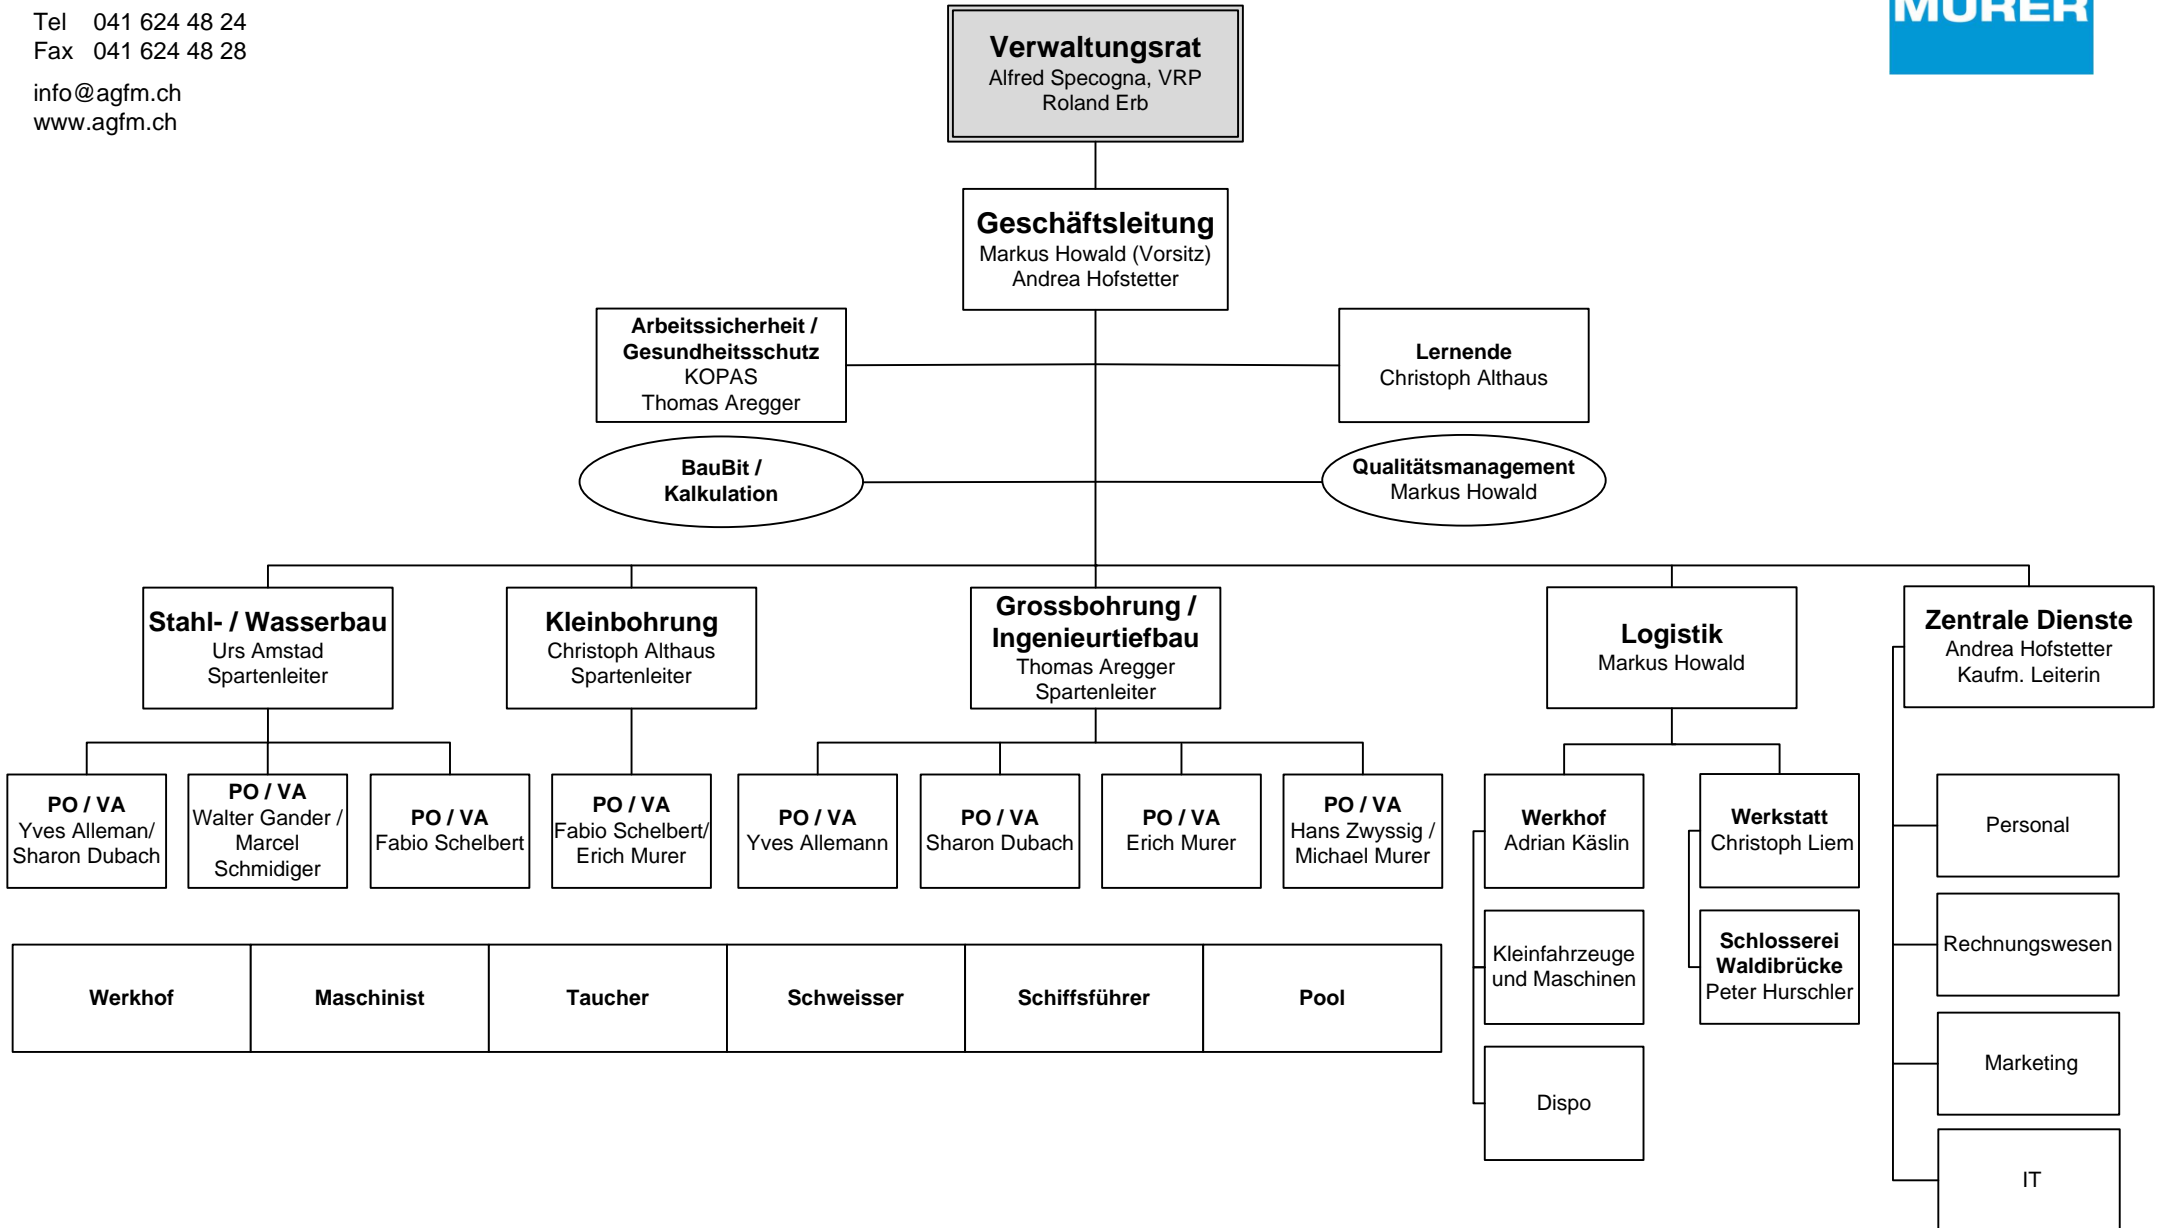 Tel 041 624 48 24
Fax 041 624 48 28
info@agfm.ch
www.agfm.ch
MURER
Verwaltungsrat
Alfred Specogna, VRP
Roland Erb
Geschäftsleitung
Markus Howald (Vorsitz)
Andrea Hofstetter
Arbeitssicherheit /
Gesundheitsschutz
KOPAS
Thomas Aregger
Lernende
Christoph Althaus
BauBit /
Kalkulation
Qualitätsmanagement
Markus Howald
Stahl- / Wasserbau
Urs Amstad
Spartenleiter
Kleinbohrung
Christoph Althaus
Spartenleiter
Grossbohrung /
Ingenieurtiefbau
Thomas Aregger
Spartenleiter
Logistik
Markus Howald
Zentrale Dienste
Andrea Hofstetter
Kaufm. Leiterin
PO / VA
Yves Alleman/
Sharon Dubach
PO / VA
Walter Gander /
Marcel
Schmidiger
PO / VA
Fabio Schelbert
PO / VA
Fabio Schelbert/
Erich Murer
PO / VA
Yves Allemann
PO / VA
Sharon Dubach
PO / VA
Erich Murer
PO / VA
Hans Zwyssig /
Michael Murer
Werkhof
Adrian Käslin
Werkstatt
Christoph Liem
Personal
Kleinfahrzeuge
und Maschinen
Schlosserei
Waldibrücke
Peter Hurschler
Rechnungswesen
Werkhof
Maschinist
Taucher
Schweisser
Schiffsführer
Pool
Dispo
Marketing
IT